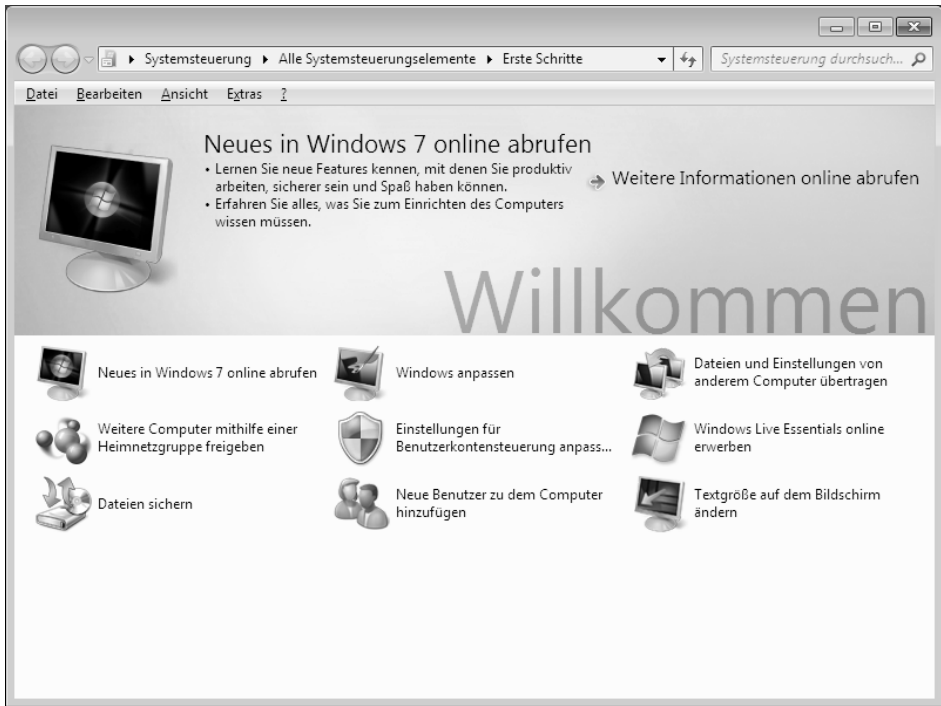 Systemsteuerung Alle Systemsteuerungselemente Erste Schritte
Systemsteuerung durchsuch...
Datei Bearbeiten Ansicht Extras ?
Neues in Windows 7 online abrufen
• Lernen Sie neue Features kennen, mit denen Sie produktiv
arbeiten, sicherer sein und Spaß haben können.
• Erfahren Sie alles, was Sie zum Einrichten des Computers
wissen müssen.
Weitere Informationen online abrufen
Willkommen
Neues in Windows 7 online abrufen
Windows anpassen
Dateien und Einstellungen von
anderem Computer übertragen
Weitere Computer mithilfe einer
Heimnetzgruppe freigeben
Einstellungen für
Benutzerkontensteuerung anpass...
Windows Live Essentials online
erwerben
Dateien sichern
Neue Benutzer zu dem Computer
hinzufügen
Textgröße auf dem Bildschirm
ändern